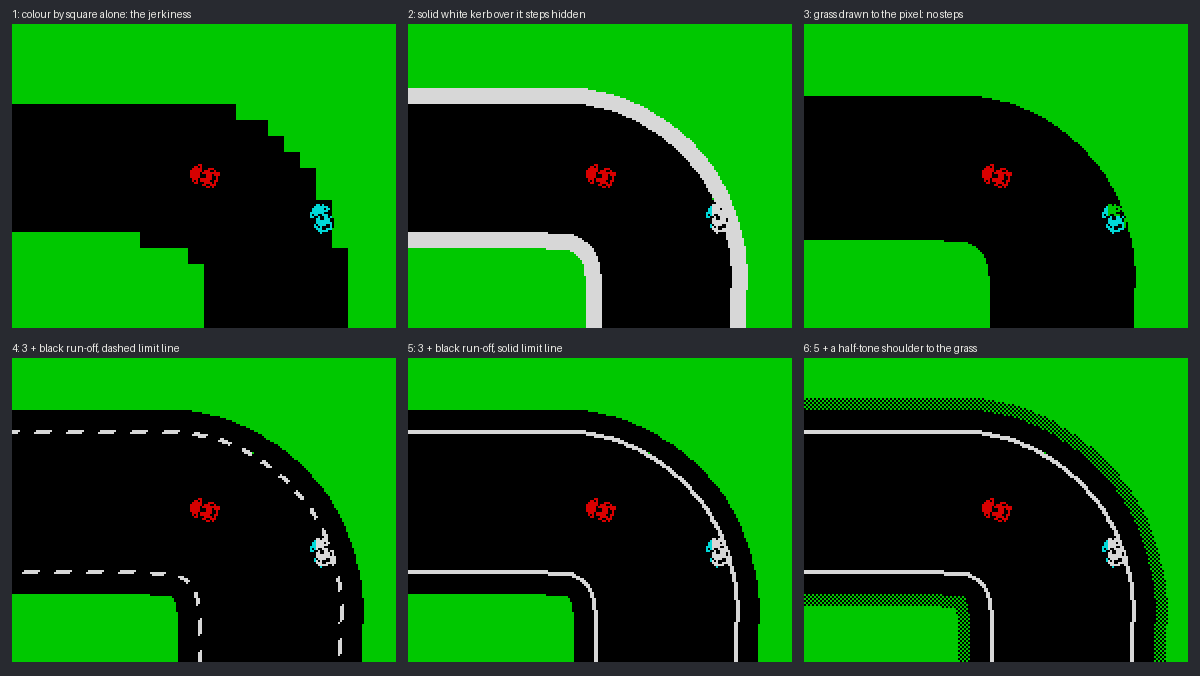 1: colour by square alone: the jerkiness
2: solid white kerb over it: steps hidden
3: grass drawn to the pixel: no steps
4: 3 + black run-off, dashed limit line
5: 3 + black run-off, solid limit line
6: 5 + a half-tone shoulder to the grass